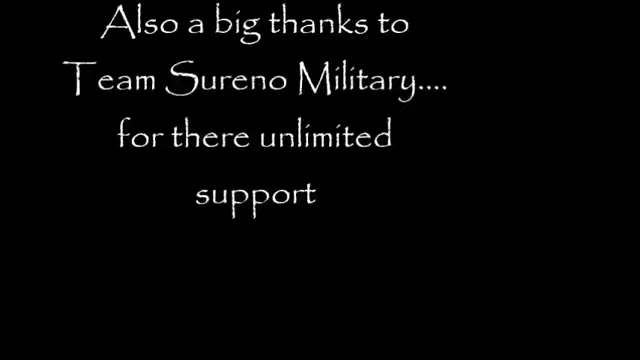 Also a big thanks to
Team Sureno Military....
for there unlimited
support